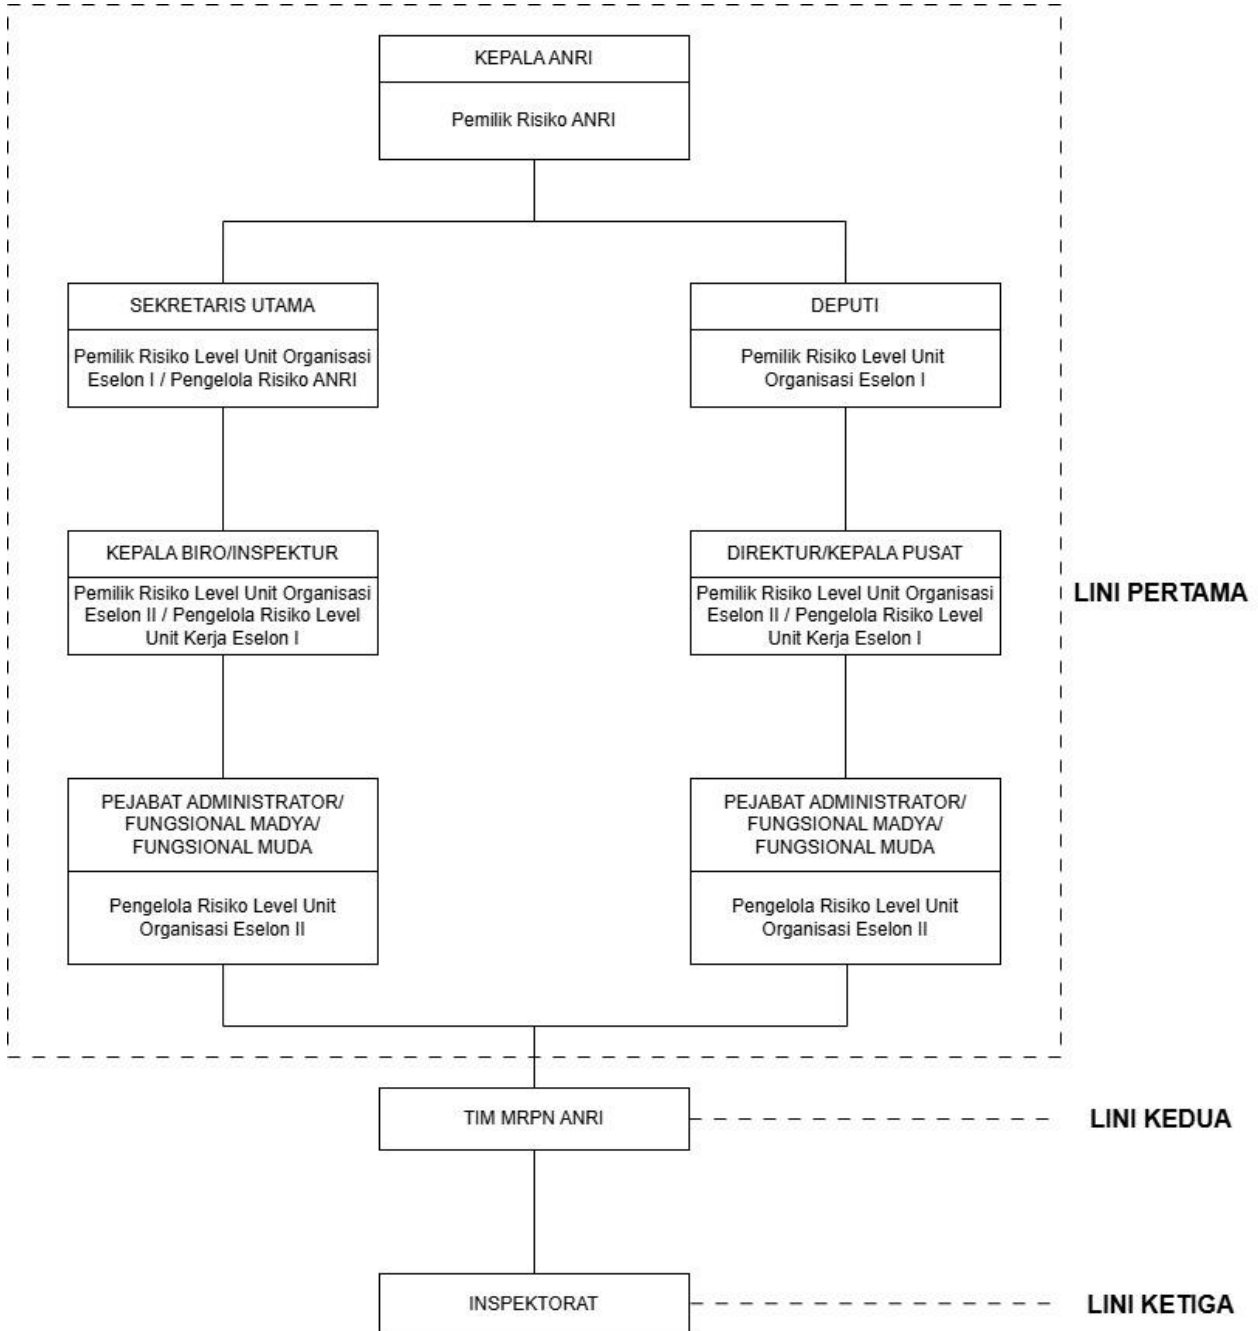 KEPALA ANRI
Pemilik Risiko ANRI
SEKRETARIS UTAMA
Pemilik Risiko Level Unit Organisasi
Eselon I / Pengelola Risiko ANRI
DEPUTI
Pemilik Risiko Level Unit
Organisasi Eselon I
KEPALA BIRO/INSPEKTUR
Pemilik Risiko Level Unit Organisasi
Eselon II / Pengelola Risiko Level
Unit Kerja Eselon I
DIREKTUR/KEPALA PUSAT
Pemilik Risiko Level Unit Organisasi
Eselon II / Pengelola Risiko Level
Unit Kerja Eselon I
LINI PERTAMA
PEJABAT ADMINISTRATOR/
FUNGSIONAL MADYA/
FUNGSIONAL MUDA
Pengelola Risiko Level Unit
Organisasi Eselon II
PEJABAT ADMINISTRATOR/
FUNGSIONAL MADYA/
FUNGSIONAL MUDA
Pengelola Risiko Level Unit
Organisasi Eselon II
TIM MRPN ANRI
LINI KEDUA
INSPEKTORAT
LINI KETIGA